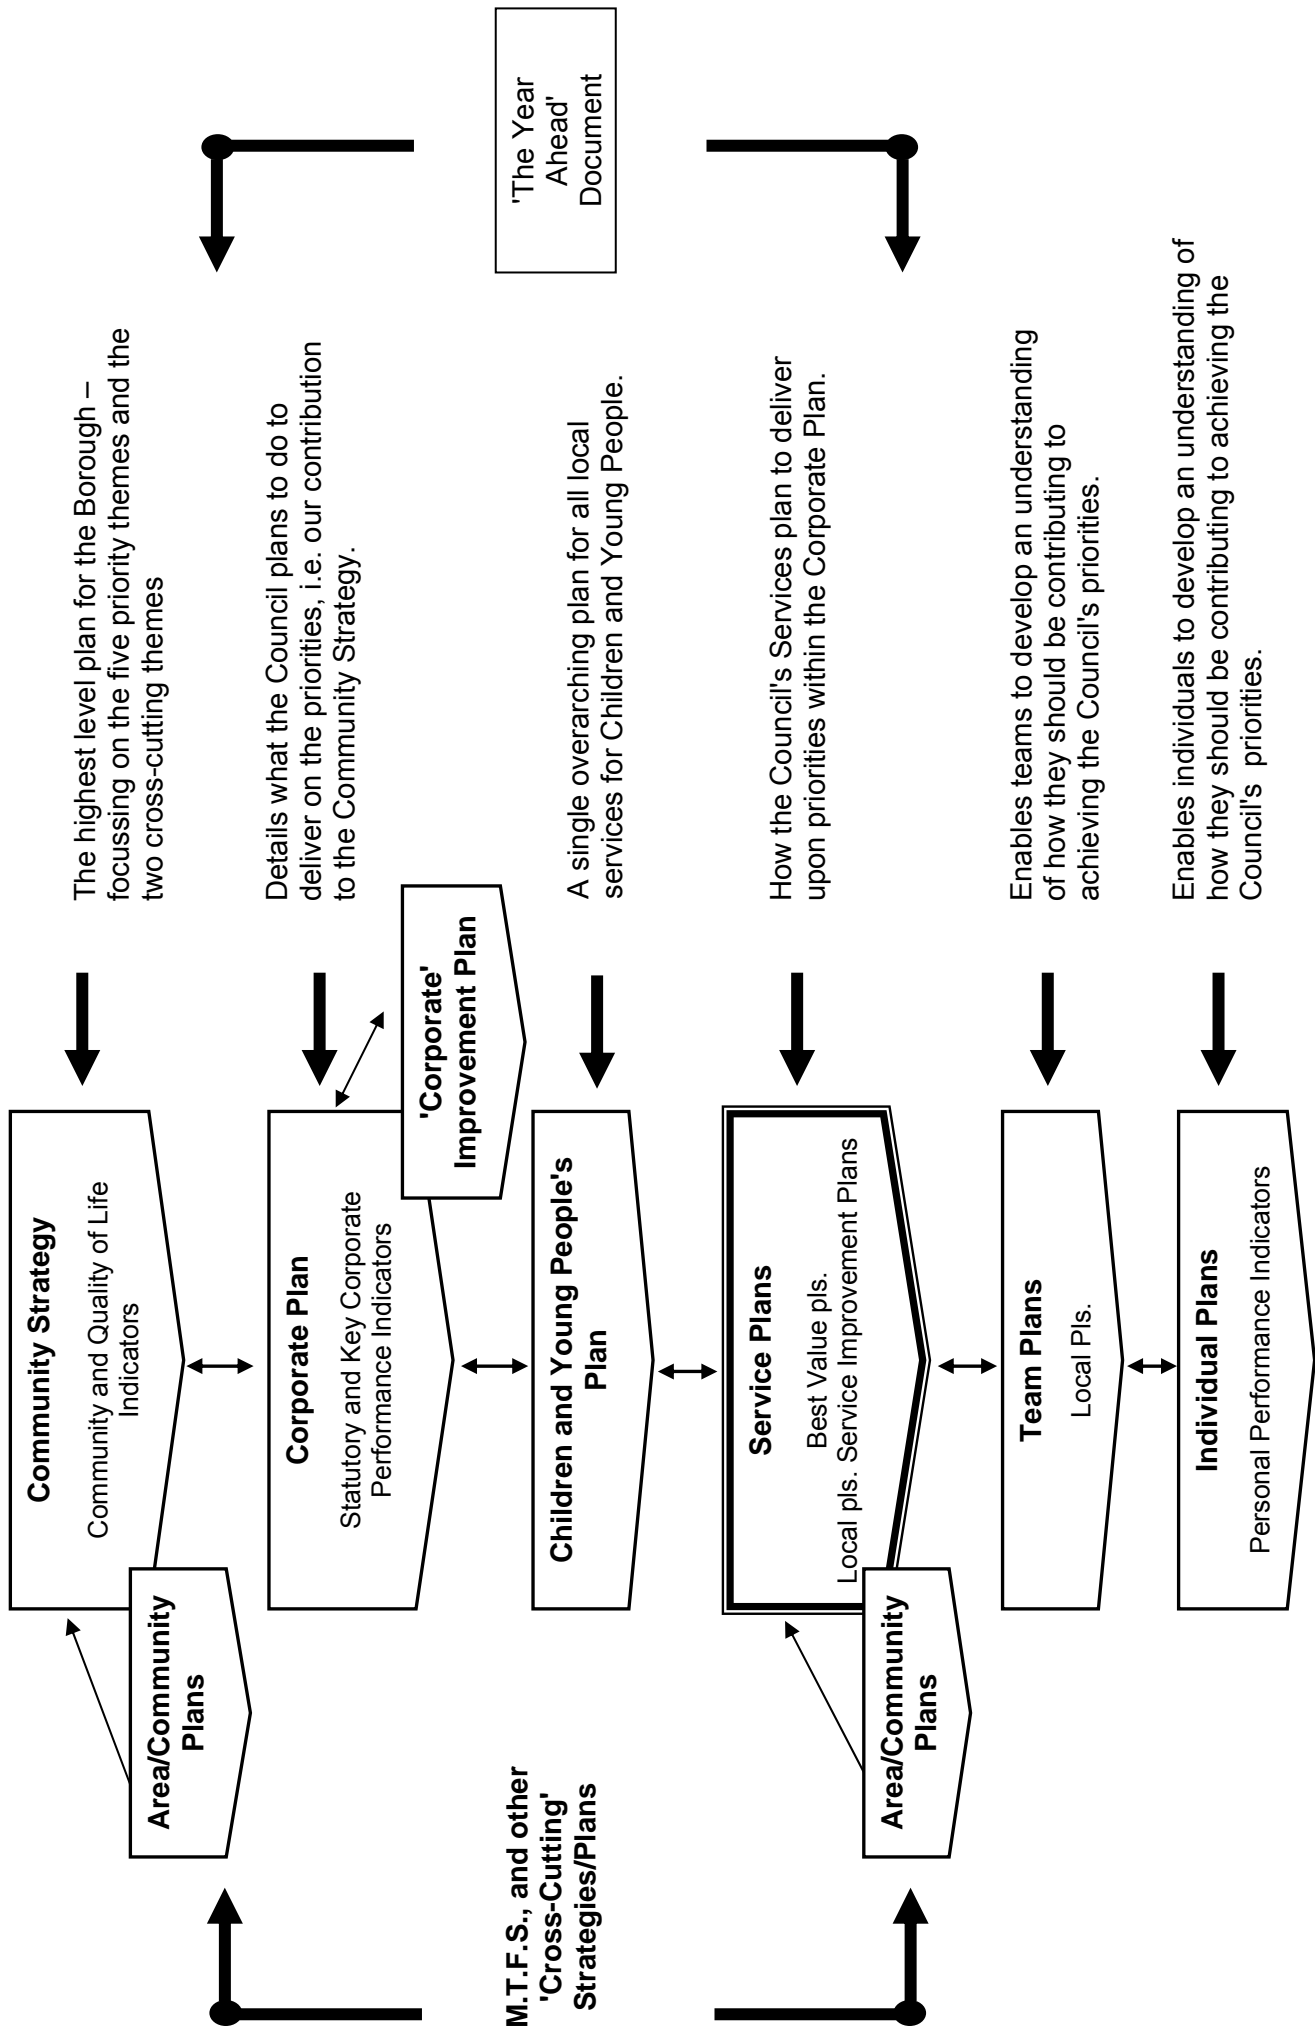 Community Strategy
Community and Quality of Life
Indicators
The highest level plan for the Borough –
focussing on the five priority themes and the
two cross-cutting themes
Area/Community
Plans
Corporate Plan
Statutory and Key Corporate
Performance Indicators
Details what the Council plans to do to
deliver on the priorities, i.e. our contribution
to the Community Strategy.
'Corporate'
Improvement Plan
M.T.F.S., and other
'Cross-Cutting'
Strategies/Plans
Children and Young People's
Plan
A single overarching plan for all local
services for Children and Young People.
'The Year
Ahead'
Document
Service Plans
Best Value pls.
Local pls. Service Improvement Plans
How the Council's Services plan to deliver
upon priorities within the Corporate Plan.
Area/Community
Plans
Team Plans
Local Pls.
Enables teams to develop an understanding
of how they should be contributing to
achieving the Council's priorities.
Individual Plans
Personal Performance Indicators
Enables individuals to develop an understanding of
how they should be contributing to achieving the
Council's  priorities.